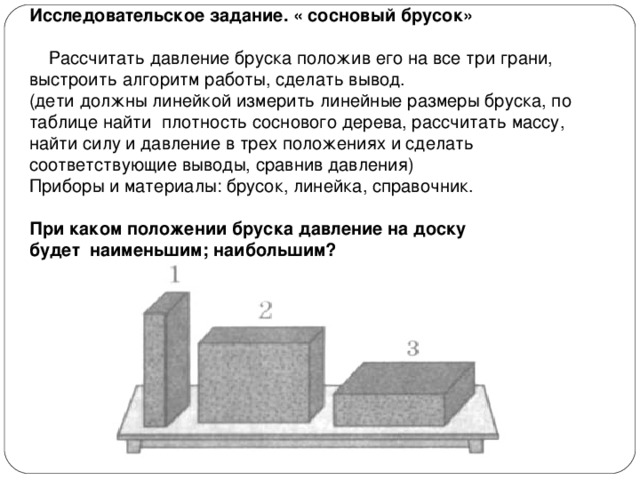 Исследовательское задание. « сосновый брусок»
Рассчитать давление бруска положив его на все три грани,
выстроить алгоритм работы, сделать вывод.
(дети должны линейкой измерить линейные размеры бруска, по
таблице найти плотность соснового дерева, рассчитать массу,
найти силу и давление в трех положениях и сделать
соответствующие выводы, сравнив давления)
Приборы и материалы: брусок, линейка, справочник.
При каком положении бруска давление на доску
будет наименьшим; наибольшим?
1
2
3